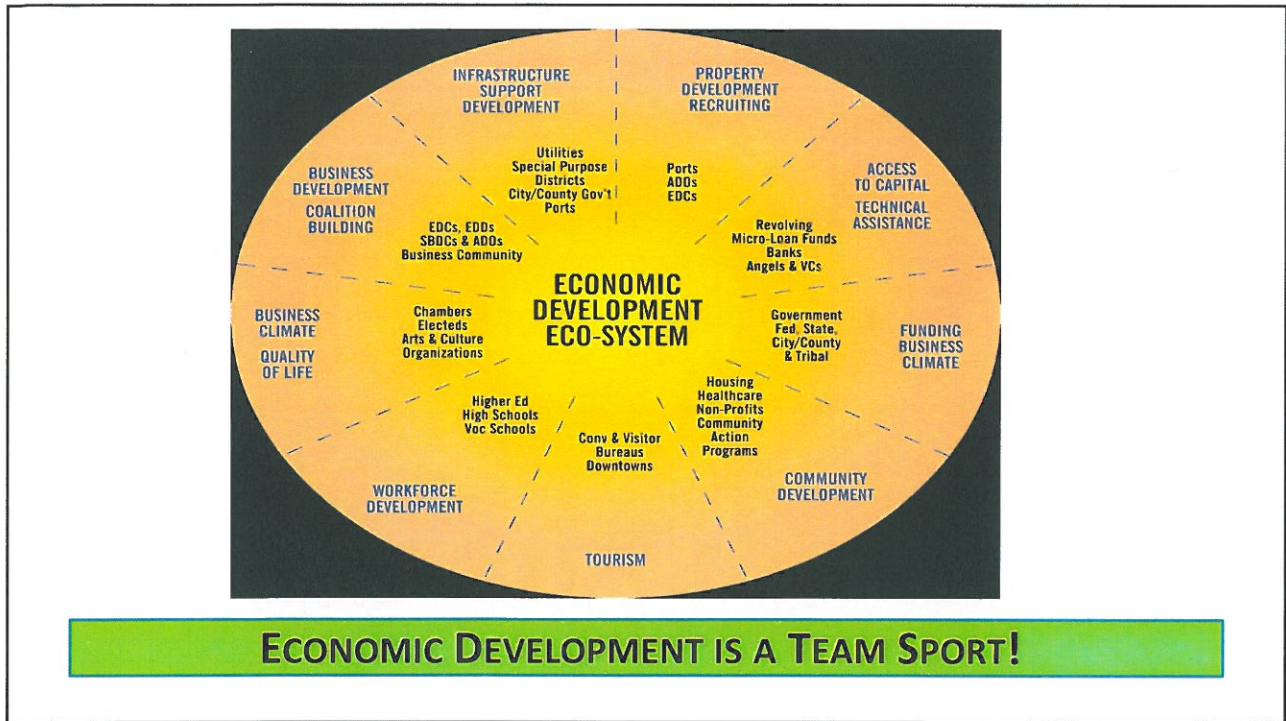 INFRASTRUCTURE
SUPPORT
DEVELOPMENT
Utilities
Special Purpose
Districts
City/County Gov't
Ports
PROPERTY
DEVELOPMENT
RECRUITING
Ports
ADOs
EDCs
ACCESS
TO CAPITAL
TECHNICAL
ASSISTANCE
Revolving
Micro-Loan Funds
Banks
Angels & VCs
FUNDING
BUSINESS
CLIMATE
Government
Fed, State,
City/County
& Tribal
COMMUNITY
DEVELOPMENT
Housing
Healthcare
Non-Profits
Community
Action
Programs
TOURISM
Conv & Visitor
Bureaus
Downtowns
WORKFORCE
DEVELOPMENT
Higher Ed
High Schools
Voc Schools
BUSINESS
CLIMATE
QUALITY
OF LIFE
Chambers
Electeds
Arts & Culture
Organizations
BUSINESS
DEVELOPMENT
COALITION
BUILDING
EDCs, EDDs
SBDCs & ADOs
Business Community
ECONOMIC
DEVELOPMENT
ECO-SYSTEM
ECONOMIC DEVELOPMENT IS A TEAM SPORT!